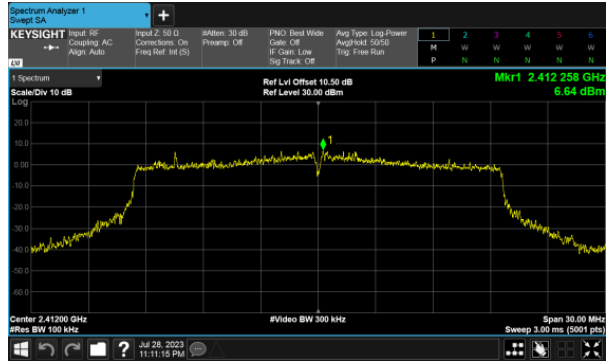 Spectrum Analyzer 1
Swept SA
+
KEYSIGHT Input: RF Input Z: 50 Ω #Atten: 30 dB PNO: Best Wide Avg Type: Log-Power 1 2 3 4 5 6
Coupling: AC Corrections: On Preamp: Off Gate: Off Avg|Hold: 50/50 M W W W W W
Align: Auto Freq Ref: Int (S) IF Gain: Low Trig: Free Run P N N N N N
Sig Track: Off
LXI
1 Spectrum Ref Lvl Offset 10.50 dB Mkr1 2.412 258 GHz
Scale/Div 10 dB Ref Level 30.00 dBm 6.64 dBm
Log
20.0
10.0
1
0.00
-10.0
-20.0
-30.0
-40.0
-50.0
-60.0
Center 2.41200 GHz #Video BW 300 kHz Span 30.00 MHz
#Res BW 100 kHz Sweep 3.00 ms (5001 pts)
? Jul 28, 2023
11:11:15 PM